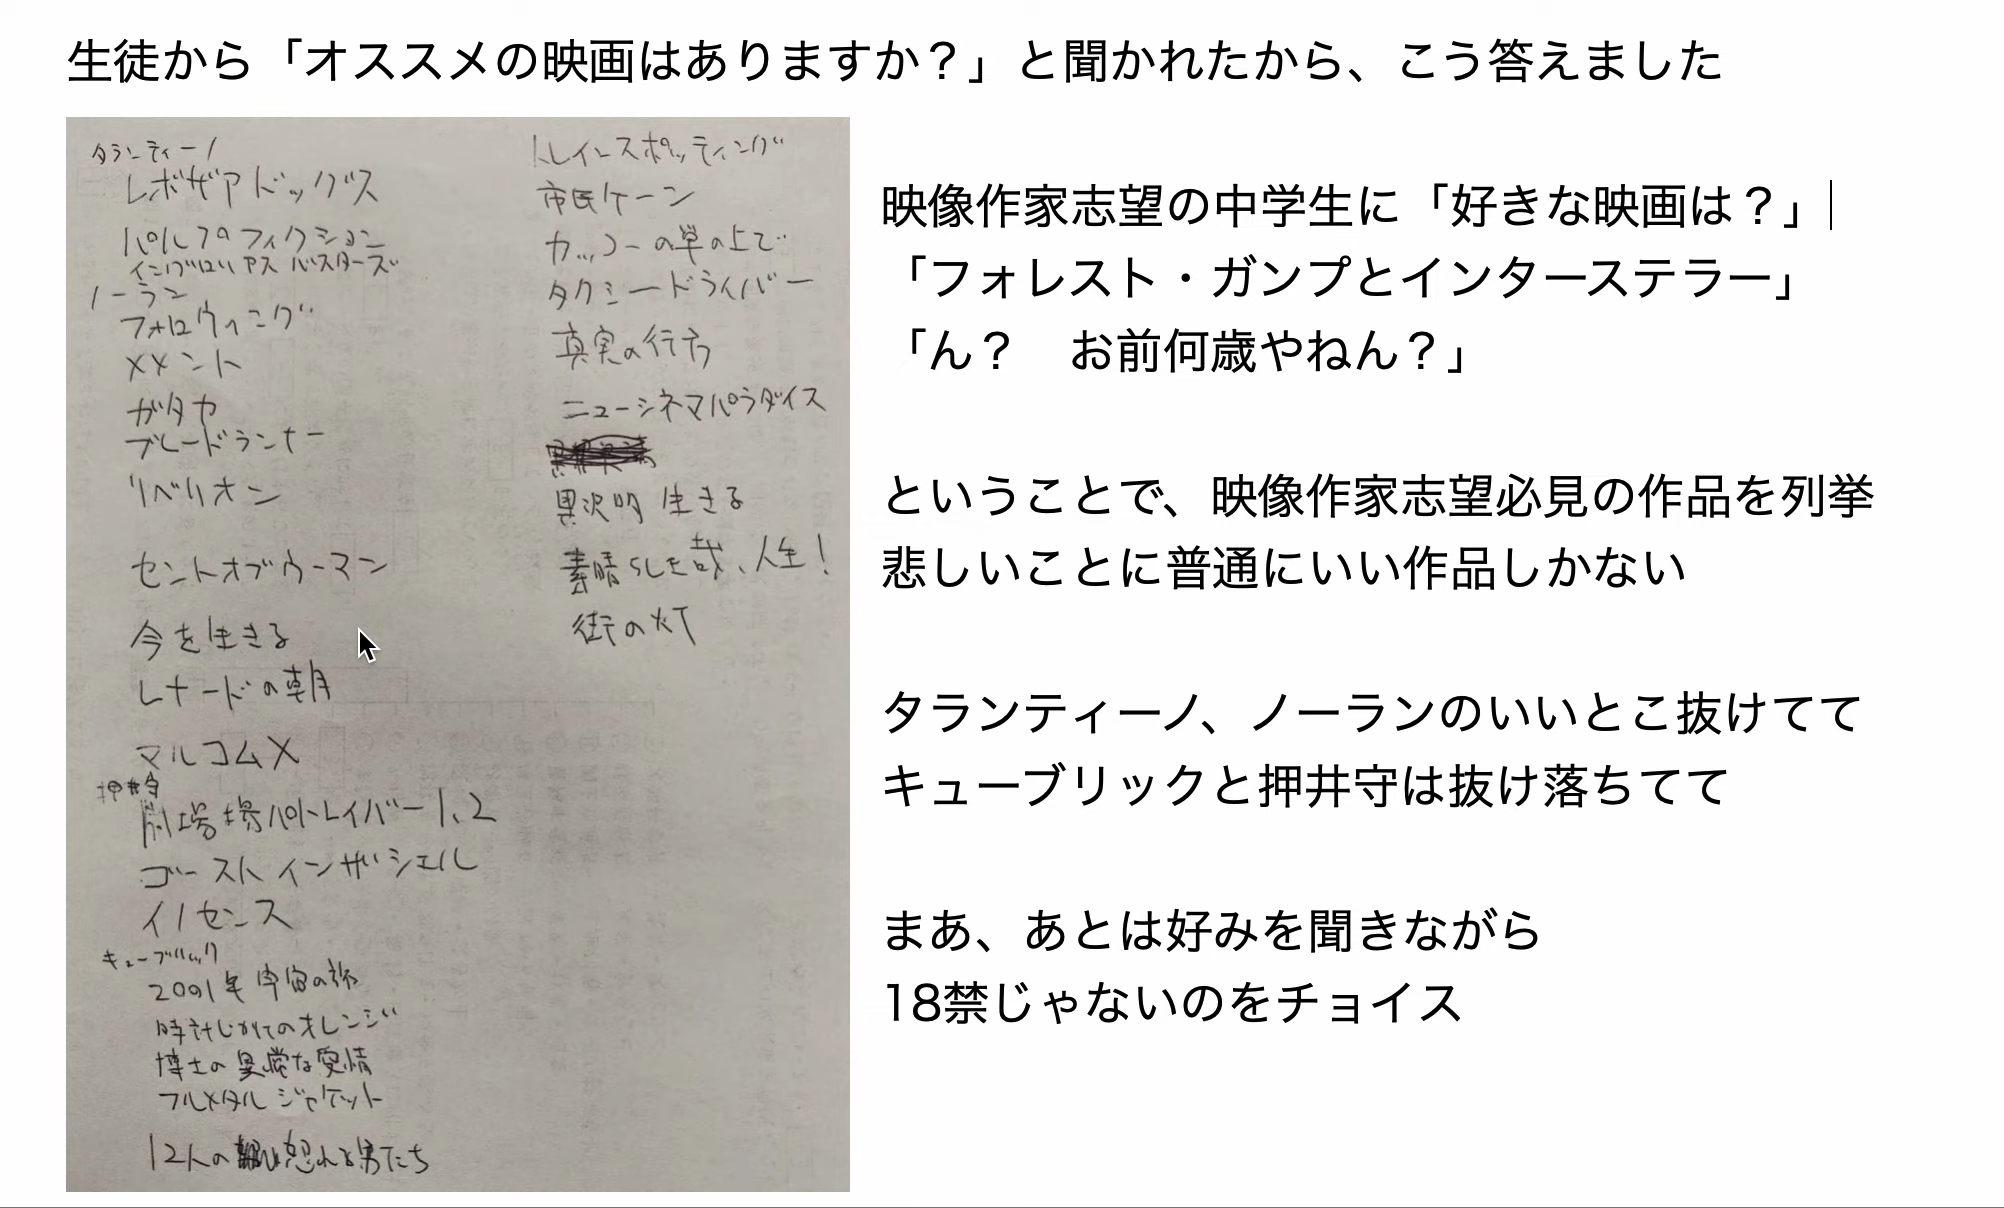 生徒から「オススメの映画はありますか？」と聞かれたから、こう答えました
タランティーノ
レボザアドッグス
パルプフィクション
イングロリアスバスターズ
ノーラン
フォロウィング
メメント
ガタカ
ブレードランナー
リベリオン
セントオブウーマン
今を生きる
レナードの朝
マルコムX
押井守
劇場場パトレイバー1、2
ゴーストインザシェル
イノセンス
キューブリック
2001年宇宙の旅
時計じかけのオレンジ
博士の異常な愛情
フルメタルジャケット
12人の怒れる男たち
トレインスポッティング
市民ケーン
カッコーの巣の上で
タクシードライバー
真実の行方
ニューシネマパラダイス
黒沢明 生きる
素晴らしき哉、人生！
街の灯
映像作家志望の中学生に「好きな映画は？」
「フォレスト・ガンプとインターステラー」
「ん？　お前何歳やねん？」
ということで、映像作家志望必見の作品を列挙
悲しいことに普通にいい作品しかない
タランティーノ、ノーランのいいとこ抜けてて
キューブリックと押井守は抜け落ちてて
まあ、あとは好みを聞きながら
18禁じゃないのをチョイス